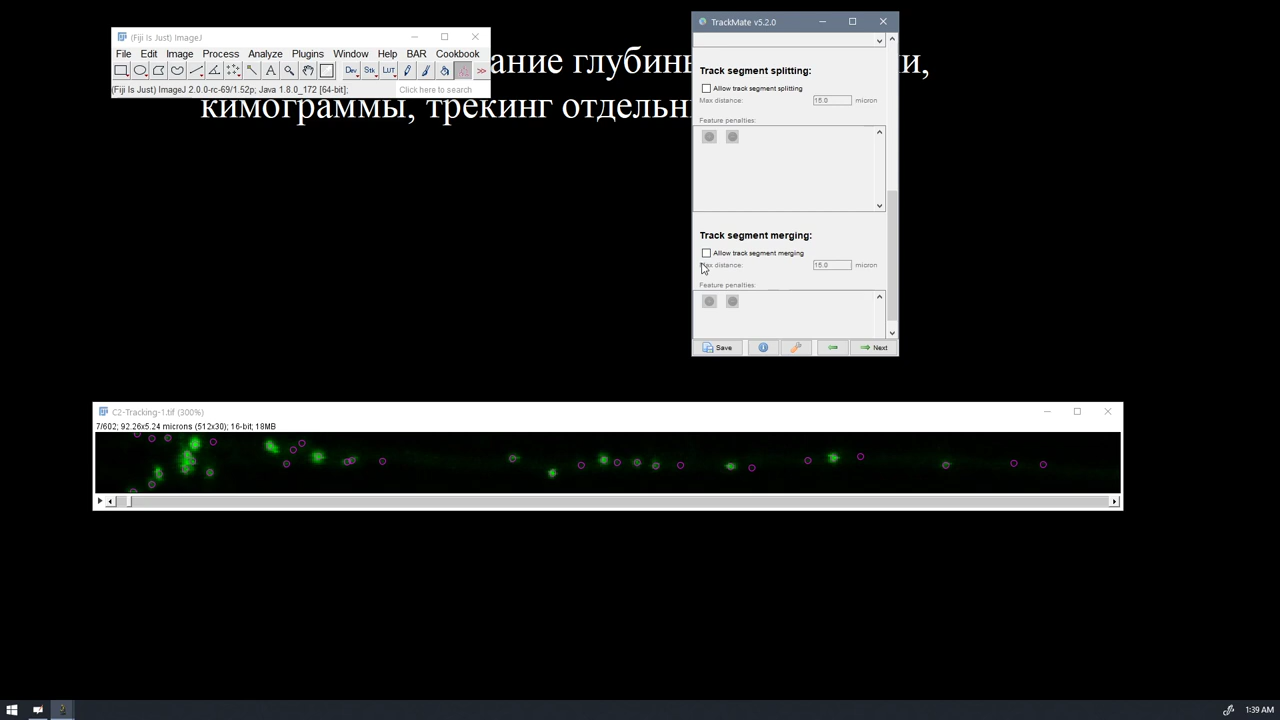 (Fiji Is Just) ImageJ
File Edit Image Process Analyze Plugins Window Help BAR Cookbook
Dev Stk LUT
(Fiji Is Just) ImageJ 2.0.0-rc-69/1.52p; Java 1.8.0_172 [64-bit];
Click here to search
кимограммы, трекинг
TrackMate v5.2.0
Track segment splitting:
Allow track segment splitting
Max distance: 15.0 micron
Feature penalties:
Track segment merging:
Allow track segment merging
Max distance: 15.0 micron
Feature penalties:
Save Next
C2-Tracking-1.tif (300%)
7/602; 92.26x5.24 microns (512x30); 16-bit; 18MB
1:39 AM